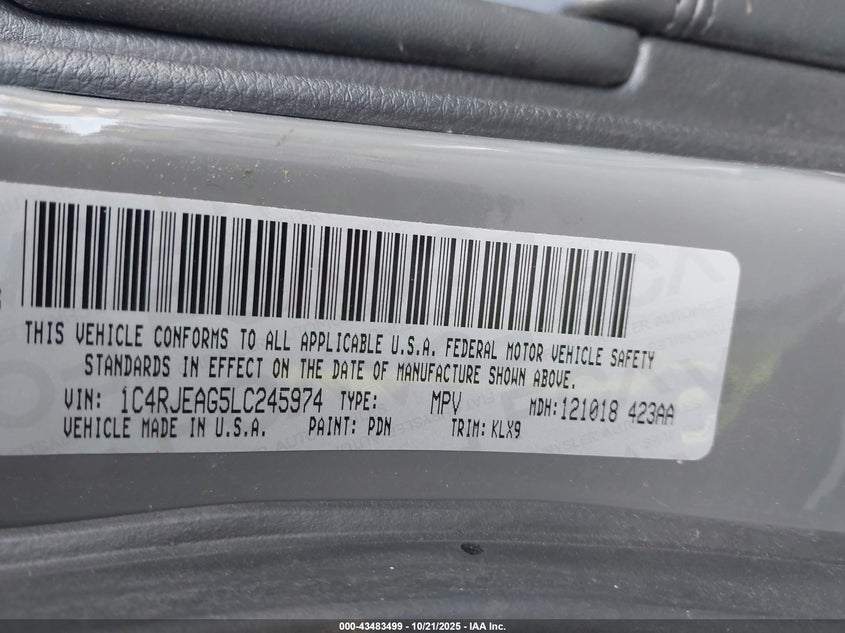 THIS VEHICLE CONFORMS TO ALL APPLICABLE U.S.A. FEDERAL MOTOR VEHICLE SAFETY
STANDARDS IN EFFECT ON THE DATE OF MANUFACTURE SHOWN ABOVE.
VIN: 1C4RJEAG5LC245974 TYPE: MPV MDH:121018 423AA
VEHICLE MADE IN U.S.A. PAINT: PDN TRIM: KLX9
000-43483499 - 10/21/2025 - IAA Inc.